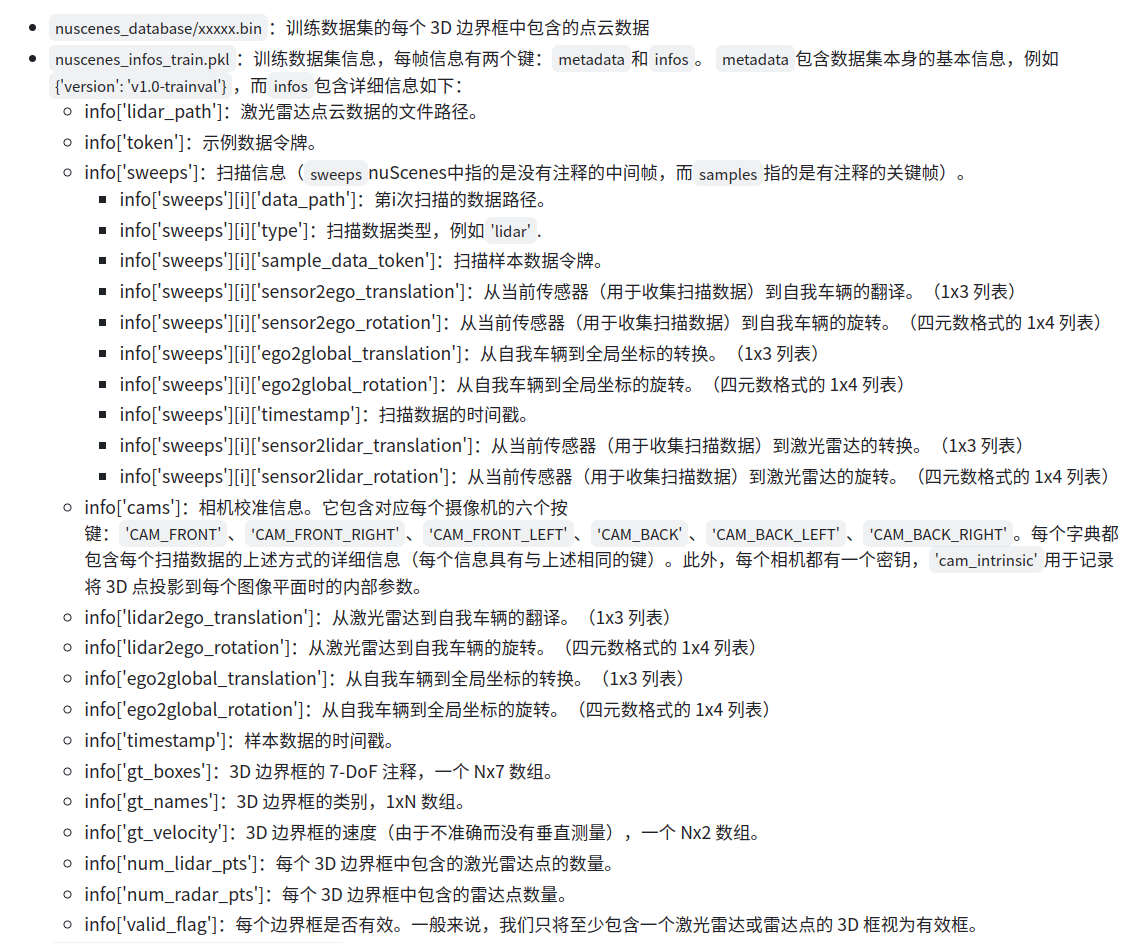 nuscenes_database/xxxxx.bin：训练数据集的每个 3D 边界框中包含的点云数据
nuscenes_infos_train.pkl：训练数据集信息，每帧信息有两个键：metadata和infos。 metadata包含数据集本身的基本信息，例如
{'version': 'v1.0-trainval'}，而infos包含详细信息如下：
info['lidar_path']：激光雷达点云数据的文件路径。
info['token']：示例数据令牌。
info['sweeps']：扫描信息（sweeps nuScenes中指的是没有注释的中间帧，而samples指的是有注释的关键帧）。
info['sweeps'][i]['data_path']：第i次扫描的数据路径。
info['sweeps'][i]['type']：扫描数据类型，例如'lidar'.
info['sweeps'][i]['sample_data_token']：扫描样本数据令牌。
info['sweeps'][i]['sensor2ego_translation']：从当前传感器（用于收集扫描数据）到自我车辆的翻译。（1x3 列表）
info['sweeps'][i]['sensor2ego_rotation']：从当前传感器（用于收集扫描数据）到自我车辆的旋转。（四元数格式的 1x4 列表）
info['sweeps'][i]['ego2global_translation']：从自我车辆到全局坐标的转换。（1x3 列表）
info['sweeps'][i]['ego2global_rotation']：从自我车辆到全局坐标的旋转。（四元数格式的 1x4 列表）
info['sweeps'][i]['timestamp']：扫描数据的时间戳。
info['sweeps'][i]['sensor2lidar_translation']：从当前传感器（用于收集扫描数据）到激光雷达的转换。（1x3 列表）
info['sweeps'][i]['sensor2lidar_rotation']：从当前传感器（用于收集扫描数据）到激光雷达的旋转。（四元数格式的 1x4 列表）
info['cams']：相机校准信息。它包含对应每个摄像机的六个按
键：'CAM_FRONT'、'CAM_FRONT_RIGHT'、'CAM_FRONT_LEFT'、'CAM_BACK'、'CAM_BACK_LEFT'、'CAM_BACK_RIGHT'。每个字典都
包含每个扫描数据的上述方式的详细信息（每个信息具有与上述相同的键）。此外，每个相机都有一个密钥，'cam_intrinsic'用于记录
将 3D 点投影到每个图像平面时的内部参数。
info['lidar2ego_translation']：从激光雷达到自我车辆的翻译。（1x3 列表）
info['lidar2ego_rotation']：从激光雷达到自我车辆的旋转。（四元数格式的 1x4 列表）
info['ego2global_translation']：从自我车辆到全局坐标的转换。（1x3 列表）
info['ego2global_rotation']：从自我车辆到全局坐标的旋转。（四元数格式的 1x4 列表）
info['timestamp']：样本数据的时间戳。
info['gt_boxes']：3D 边界框的 7-DoF 注释，一个 Nx7 数组。
info['gt_names']：3D 边界框的类别，1xN 数组。
info['gt_velocity']：3D 边界框的速度（由于不准确而没有垂直测量），一个 Nx2 数组。
info['num_lidar_pts']：每个 3D 边界框中包含的激光雷达点的数量。
info['num_radar_pts']：每个 3D 边界框中包含的雷达点数量。
info['valid_flag']：每个边界框是否有效。一般来说，我们只将至少包含一个激光雷达或雷达点的 3D 框视为有效框。